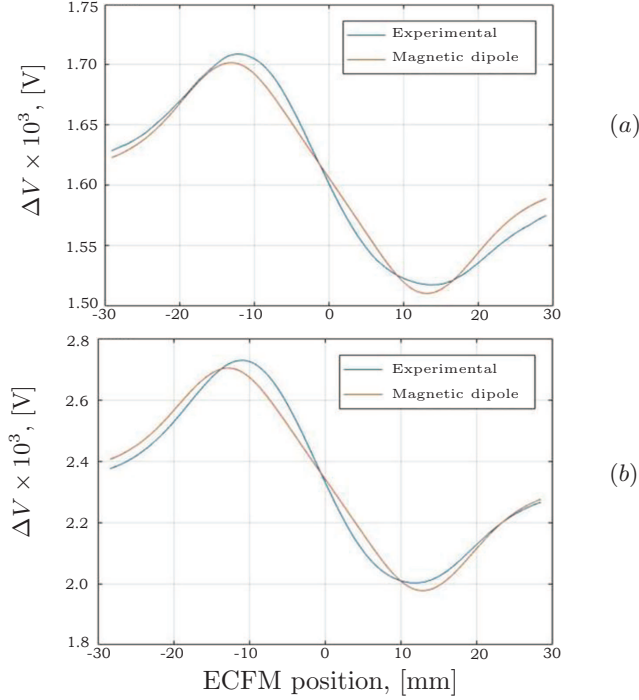 1.75
1.70
1.65
1.60
1.55
1.50
ΔV × 10³, [V]
Experimental
Magnetic dipole
(a)
-30 -20 -10 0 10 20 30
2.8
2.6
2.4
2.2
2.0
1.8
ΔV × 10³, [V]
Experimental
Magnetic dipole
(b)
-30 -20 -10 0 10 20 30
ECFM position, [mm]